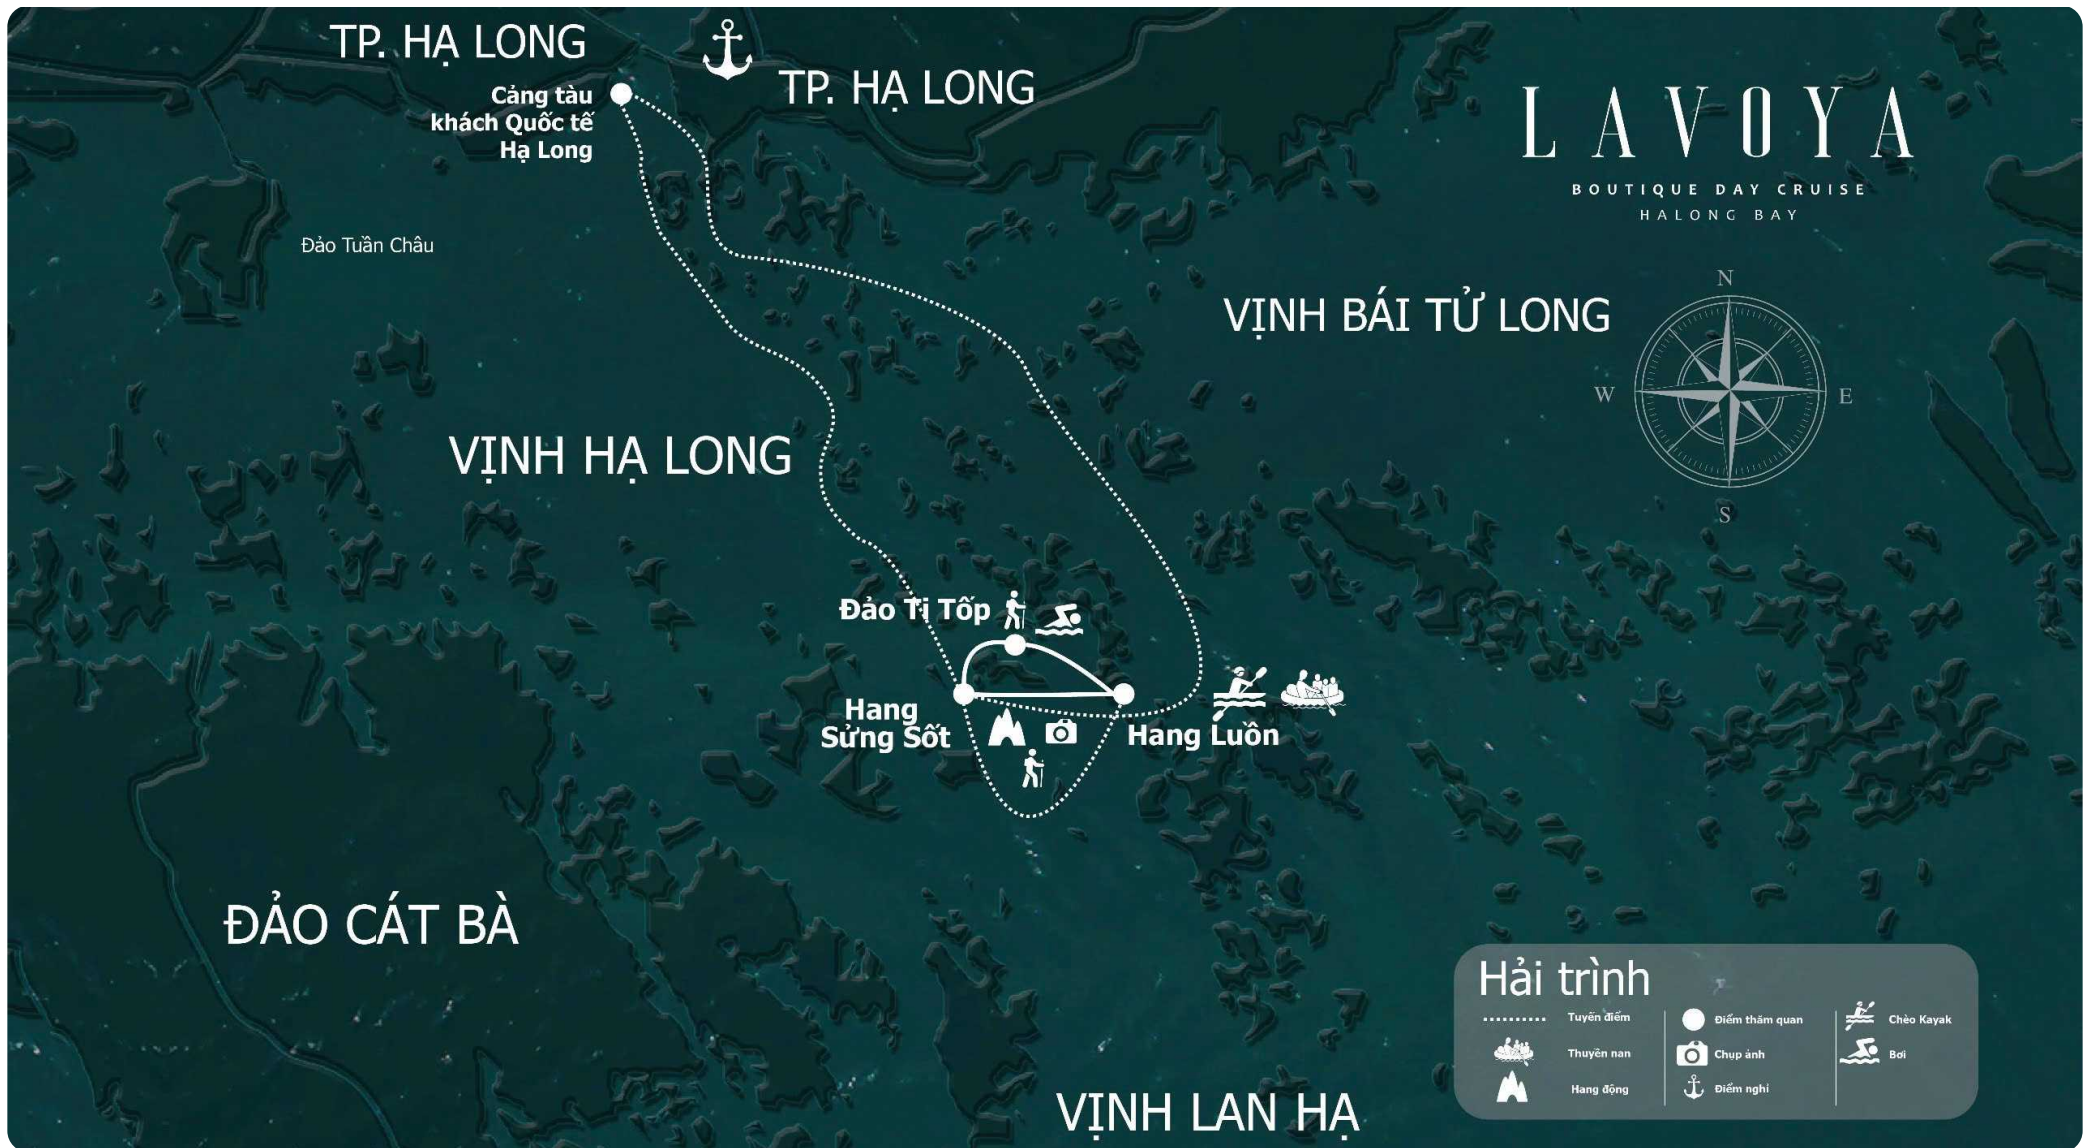 TP. HẠ LONG
TP. HẠ LONG
Cảng tàu
khách Quốc tế
Hạ Long
LAVOYA
BOUTIQUE DAY CRUISE
HALONG BAY
Đảo Tuần Châu
VỊNH BÁI TỬ LONG
N
W
E
S
VỊNH HẠ LONG
Đảo Ti Tốp
Hang
Sửng Sốt
Hang Luồn
ĐẢO CÁT BÀ
VỊNH LAN HẠ
Hải trình
Tuyến điểm
Thuyền nan
Hang động
Điểm thăm quan
Chụp ảnh
Điểm nghỉ
Chèo Kayak
Bơi